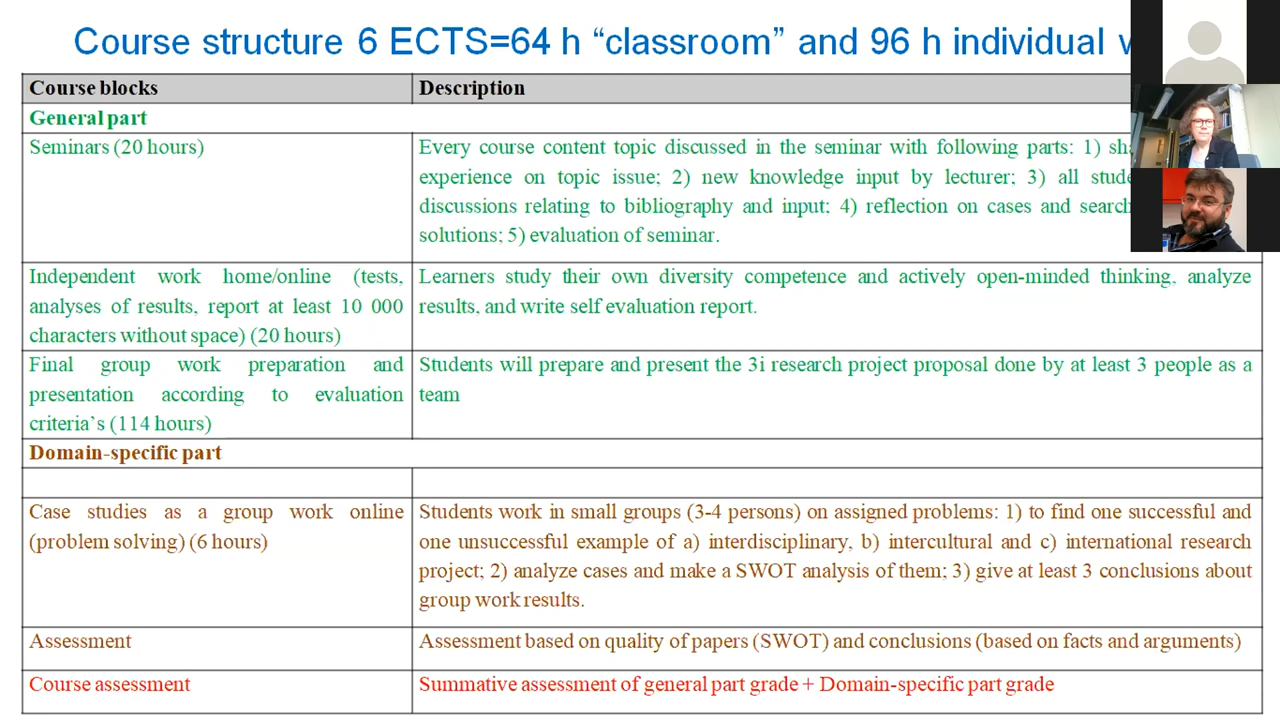 Course structure 6 ECTS=64 h “classroom” and 96 h individual
Course blocks
Description
General part
Seminars (20 hours)
Every course content topic discussed in the seminar with following parts: 1)
experience on topic issue; 2) new knowledge input by lecturer; 3) all
discussions relating to bibliography and input; 4) reflection on cases and
solutions; 5) evaluation of seminar.
Independent work home/online (tests,
analyses of results, report at least 10 000
characters without space) (20 hours)
Learners study their own diversity competence and actively open-minded thinking, analyze
results, and write self evaluation report.
Final group work preparation and
presentation according to evaluation
criteria`s (114 hours)
Students will prepare and present the 3i research project proposal done by at least 3 people as a
team
Domain-specific part
Case studies as a group work online
(problem solving) (6 hours)
Students work in small groups (3-4 persons) on assigned problems: 1) to find one successful and
one unsuccessful example of a) interdisciplinary, b) intercultural and c) international research
project; 2) analyze cases and make a SWOT analysis of them; 3) give at least 3 conclusions about
group work results.
Assessment
Assessment based on quality of papers (SWOT) and conclusions (based on facts and arguments)
Course assessment
Summative assessment of general part grade + Domain-specific part grade